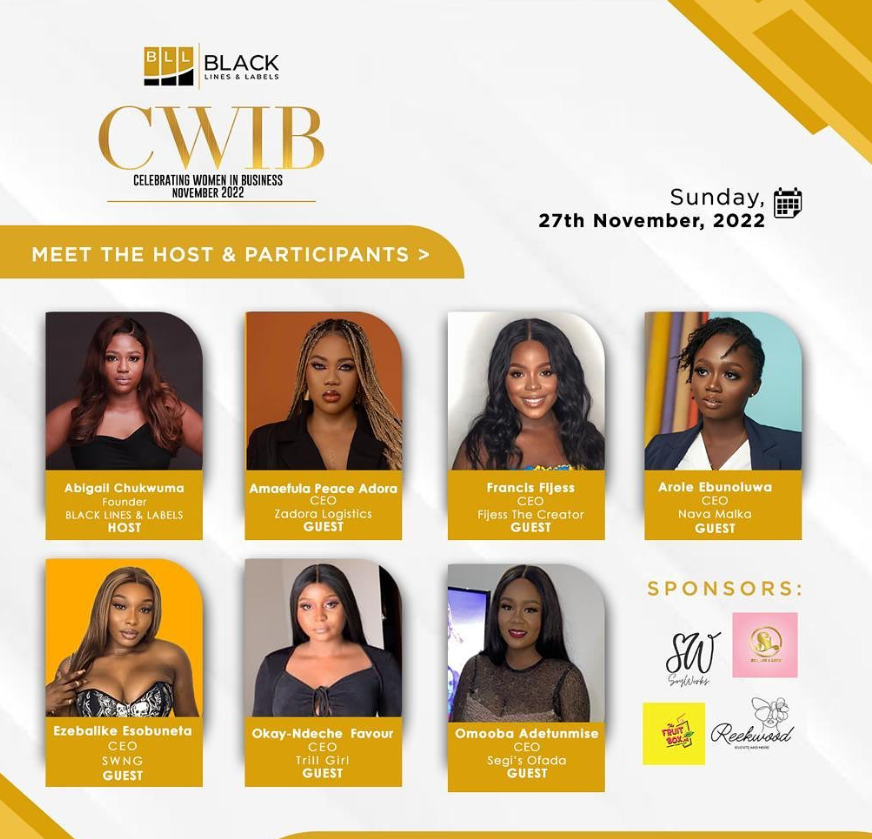 BLL
BLACK
LINES & LABELS
CWIB
CELEBRATING WOMEN IN BUSINESS
NOVEMBER 2022
Sunday,
27th November, 2022
MEET THE HOST & PARTICIPANTS >
Abigail Chukwuma
Founder
BLACK LINES & LABELS
HOST
Amaefula Peace Adora
CEO
Zadora Logistics
GUEST
Francis Fijess
CEO
Fijess The Creator
GUEST
Arole Ebunoluwa
CEO
Nava Malka
GUEST
Ezebalike Esobuneta
CEO
SWNG
GUEST
Okay-Ndeche Favour
CEO
Trill Girl
GUEST
Omooba Adetunmise
CEO
Segi's Ofada
GUEST
SPONSORS:
SW
The
FRUIT
BOX
Reekwood